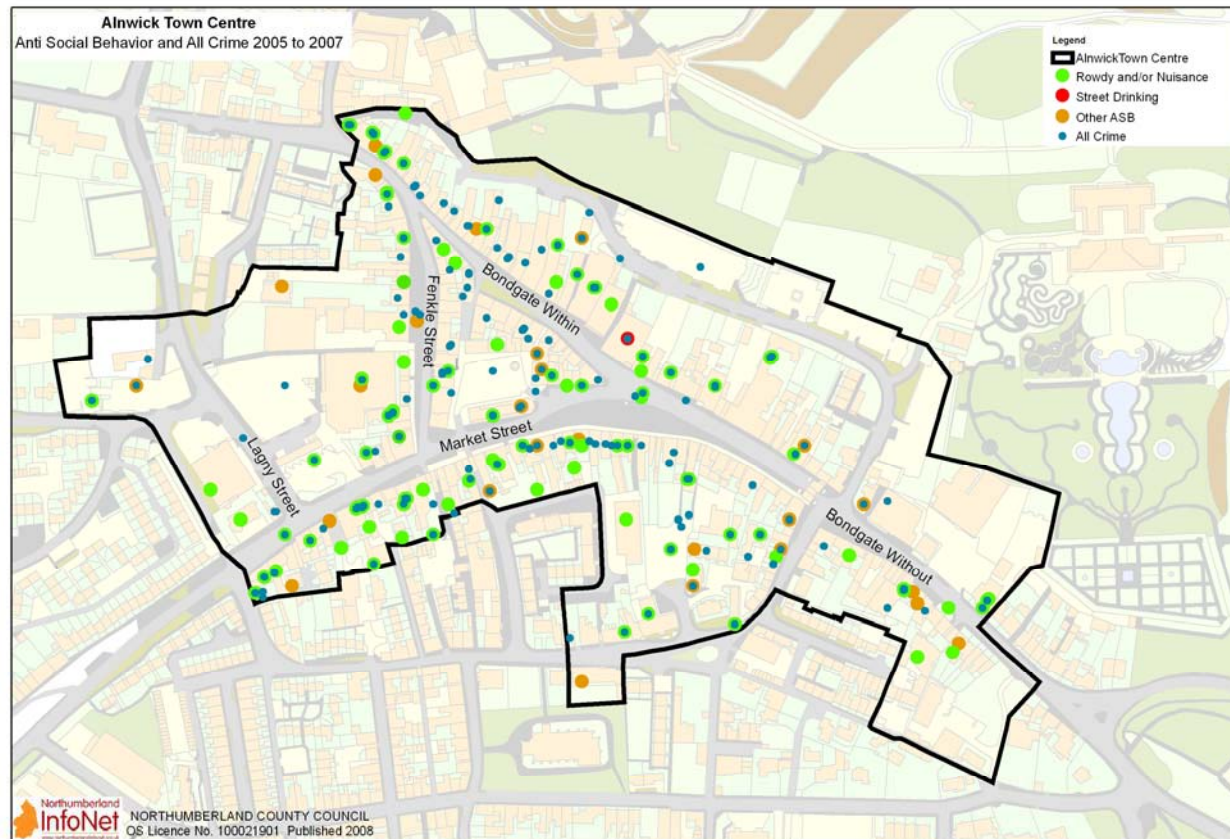 Alnwick Town Centre
Anti Social Behavior and All Crime 2005 to 2007
Legend
AlnwickTown Centre
Rowdy and/or Nuisance
Street Drinking
Other ASB
All Crime
Bondgate Within
Fenkle Street
Market Street
Lagny Street
Bondgate Without
Northumberland
InfoNet
NORTHUMBERLAND COUNTY COUNCIL
OS Licence No. 100021901 Published 2008